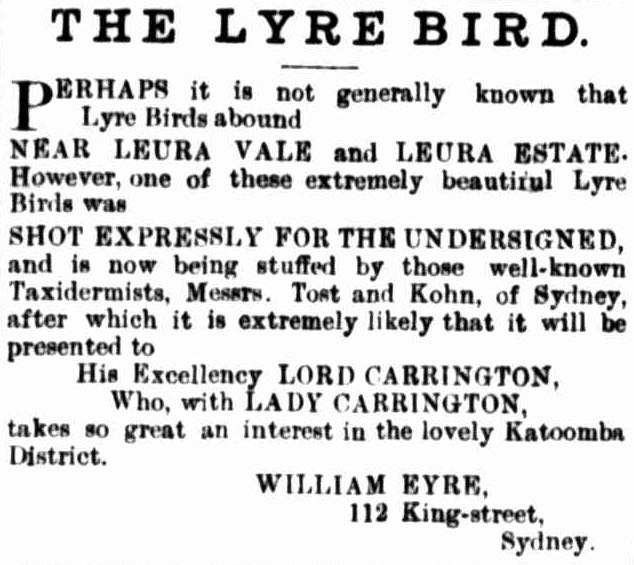 THE LYRE BIRD.
PERHAPS it is not generally known that
Lyre Birds abound
NEAR LEURA VALE and LEURA ESTATE.
However, one of these extremely beautiful Lyre
Birds was
SHOT EXPRESSLY FOR THE UNDERSIGNED,
and is now being stuffed by those well-known
Taxidermists, Messrs. Tost and Kohn, of Sydney,
after which it is extremely likely that it will be
presented to
His Excellency LORD CARRINGTON,
Who, with LADY CARRINGTON,
takes so great an interest in the lovely Katoomba
District.
WILLIAM EYRE,
112 King-street,
Sydney.